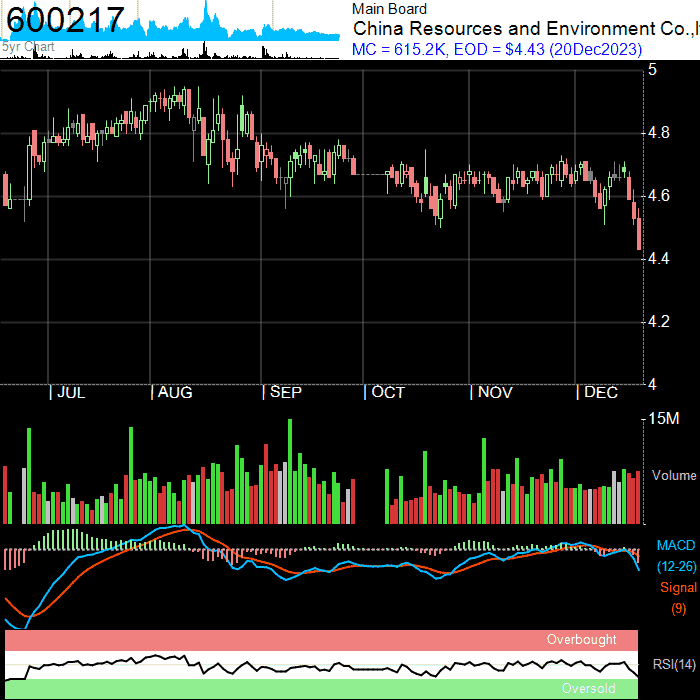 600217
5yr Chart
Main Board
China Resources and Environment Co.,l
MC = 615.2K, EOD = $4.43 (20Dec2023)
5
4.8
4.6
4.4
4.2
4
JUL
AUG
SEP
OCT
NOV
DEC
15M
Volume
MACD
(12-26)
Signal
(9)
Overbought
RSI(14)
Oversold